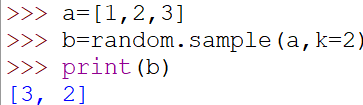 >>> a=[1,2,3]
>>> b=random.sample(a,k=2)
>>> print(b)
[3, 2]